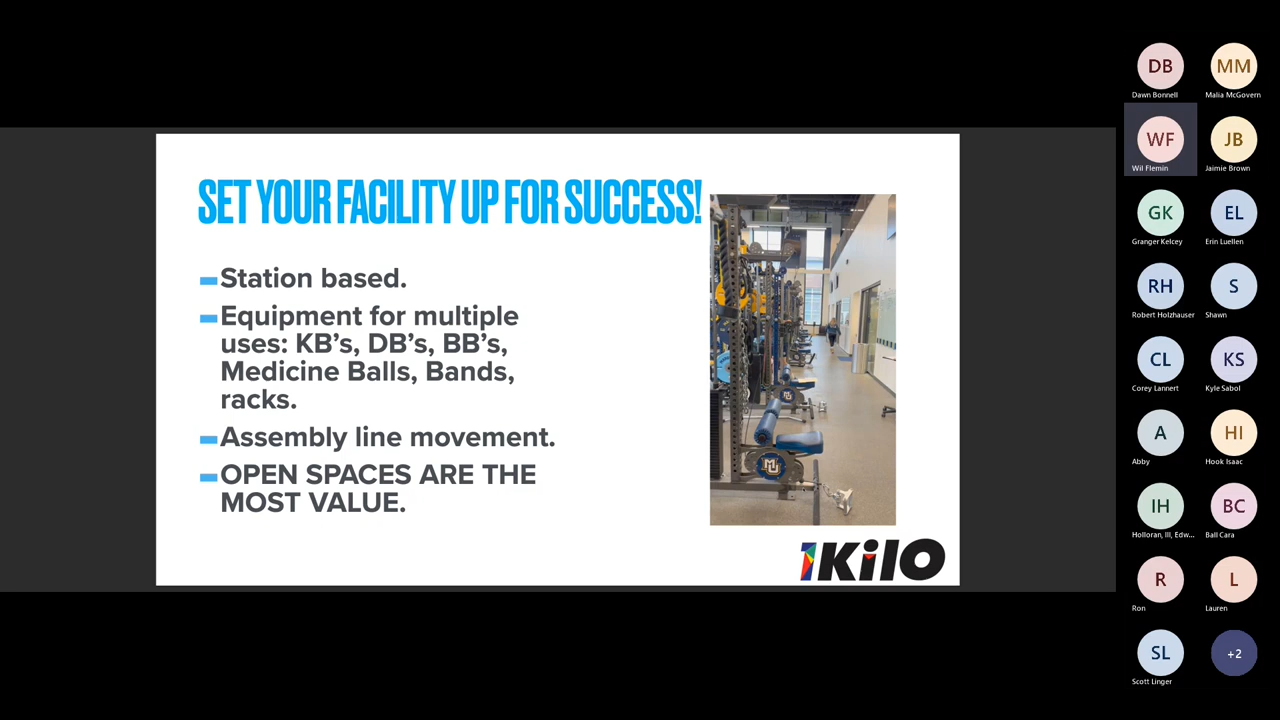 SET YOUR FACILITY UP FOR SUCCESS!
Station based.
Equipment for multiple
uses: KB's, DB's, BB's,
Medicine Balls, Bands,
racks.
Assembly line movement.
OPEN SPACES ARE THE
MOST VALUE.
MU
1Kilo
DB MM
Dawn Bonnell Malia McGovern
WF JB
Wil Flemin Jaimie Brown
GK EL
Granger Kelcey Erin Luellen
RH S
Robert Holzhauser Shawn
CL KS
Corey Lannert Kyle Sabol
A HI
Abby Hook Isaac
IH BC
Holloran, III, Edw... Ball Cara
R L
Ron Lauren
SL +2
Scott Linger